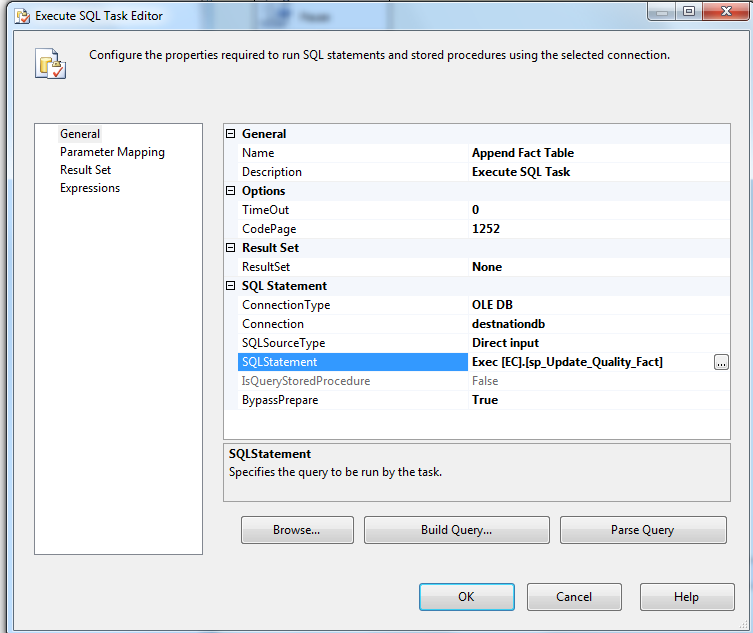 Execute SQL Task Editor
Configure the properties required to run SQL statements and stored procedures using the selected connection.
General
Parameter Mapping
Result Set
Expressions
General
Name Append Fact Table
Description Execute SQL Task
Options
TimeOut 0
CodePage 1252
Result Set
ResultSet None
SQL Statement
ConnectionType OLE DB
Connection destnationdb
SQLSourceType Direct input
SQLStatement Exec [EC].[sp_Update_Quality_Fact] ...
IsQueryStoredProcedure False
BypassPrepare True
SQLStatement
Specifies the query to be run by the task.
Browse... Build Query... Parse Query
OK Cancel Help